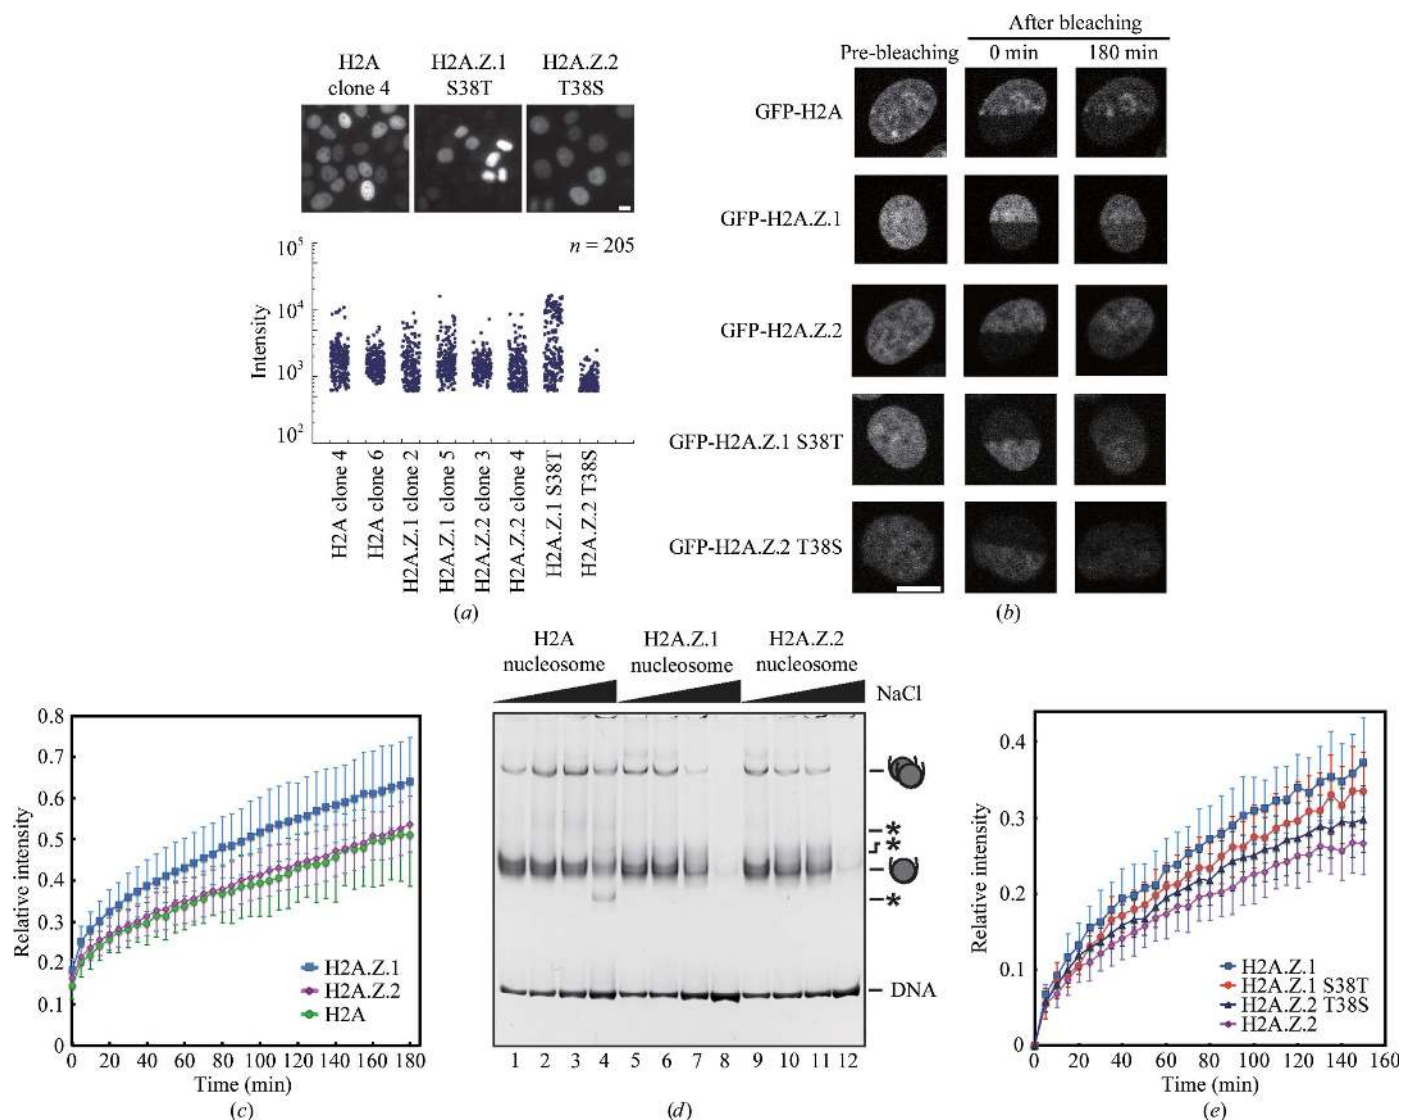 H2A
clone 4
H2A.Z.1
S38T
H2A.Z.2
T38S
n = 205
Intensity
10^5
10^4
10^3
10^2
H2A clone 4
H2A clone 6
H2A.Z.1 clone 2
H2A.Z.1 clone 5
H2A.Z.2 clone 3
H2A.Z.2 clone 4
H2A.Z.1 S38T
H2A.Z.2 T38S
(a)
After bleaching
Pre-bleaching 0 min 180 min
GFP-H2A
GFP-H2A.Z.1
GFP-H2A.Z.2
GFP-H2A.Z.1 S38T
GFP-H2A.Z.2 T38S
(b)
Relative intensity
0.8
0.7
0.6
0.5
0.4
0.3
0.2
0.1
0
H2A.Z.1
H2A.Z.2
H2A
0 20 40 60 80 100 120 140 160 180
Time (min)
(c)
H2A
nucleosome
H2A.Z.1
nucleosome
H2A.Z.2
nucleosome
NaCl
*
*
*
DNA
1 2 3 4 5 6 7 8 9 10 11 12
(d)
Relative intensity
0.4
0.3
0.2
0.1
0
H2A.Z.1
H2A.Z.1 S38T
H2A.Z.2 T38S
H2A.Z.2
0 20 40 60 80 100 120 140 160
Time (min)
(e)